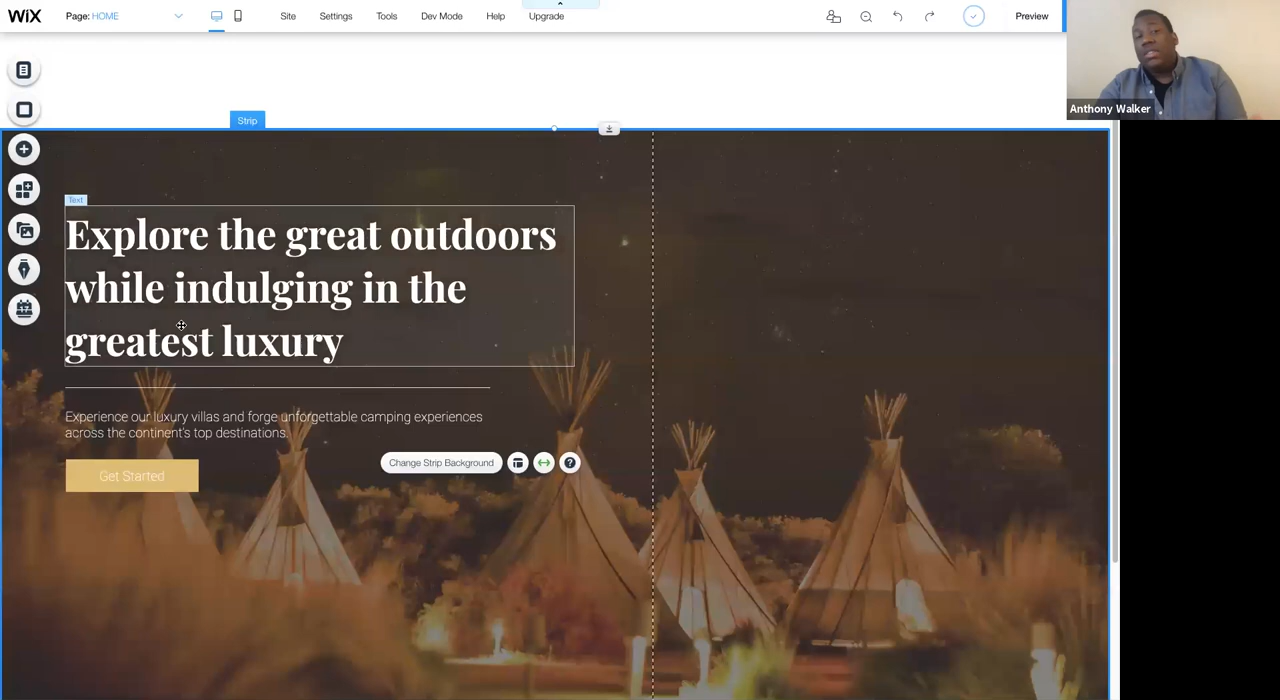 WiX Page: HOME Site Settings Tools Dev Mode Help Upgrade Preview
Anthony Walker
Strip
Text
Explore the great outdoors
while indulging in the
greatest luxury
Experience our luxury villas and forge unforgettable camping experiences
across the continent's top destinations.
Change Strip Background
Get Started